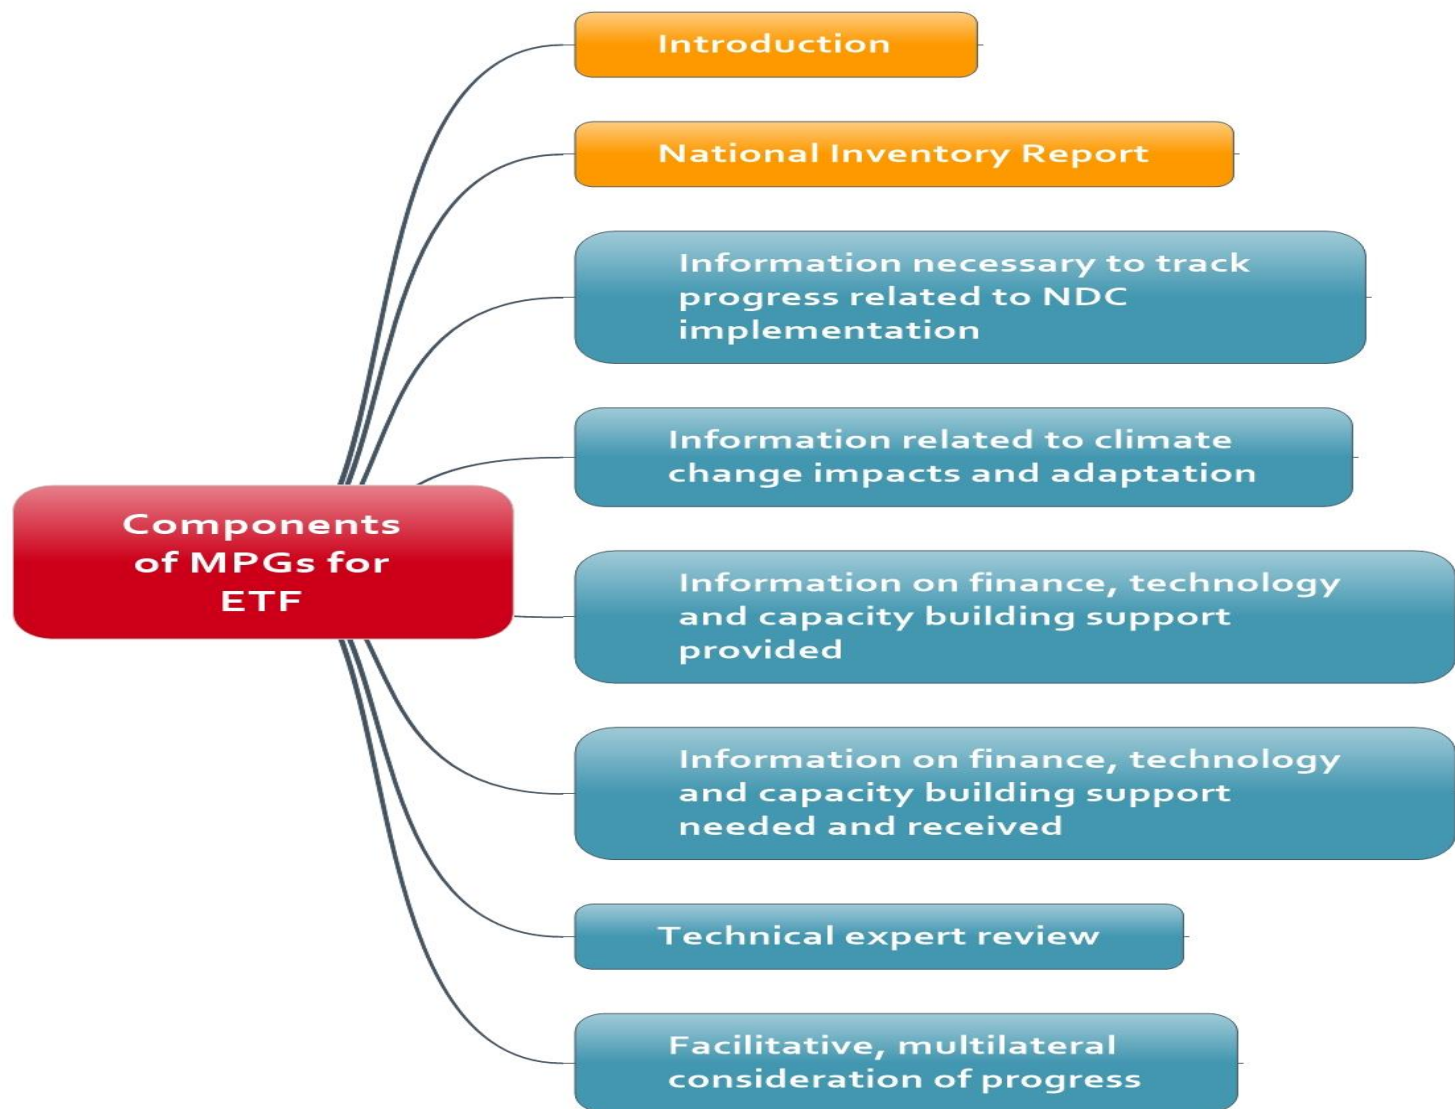 Introduction
National Inventory Report
Information necessary to track
progress related to NDC
implementation
Information related to climate
change impacts and adaptation
Components
of MPGs for
ETF
Information on finance, technology
and capacity building support
provided
Information on finance, technology
and capacity building support
needed and received
Technical expert review
Facilitative, multilateral
consideration of progress